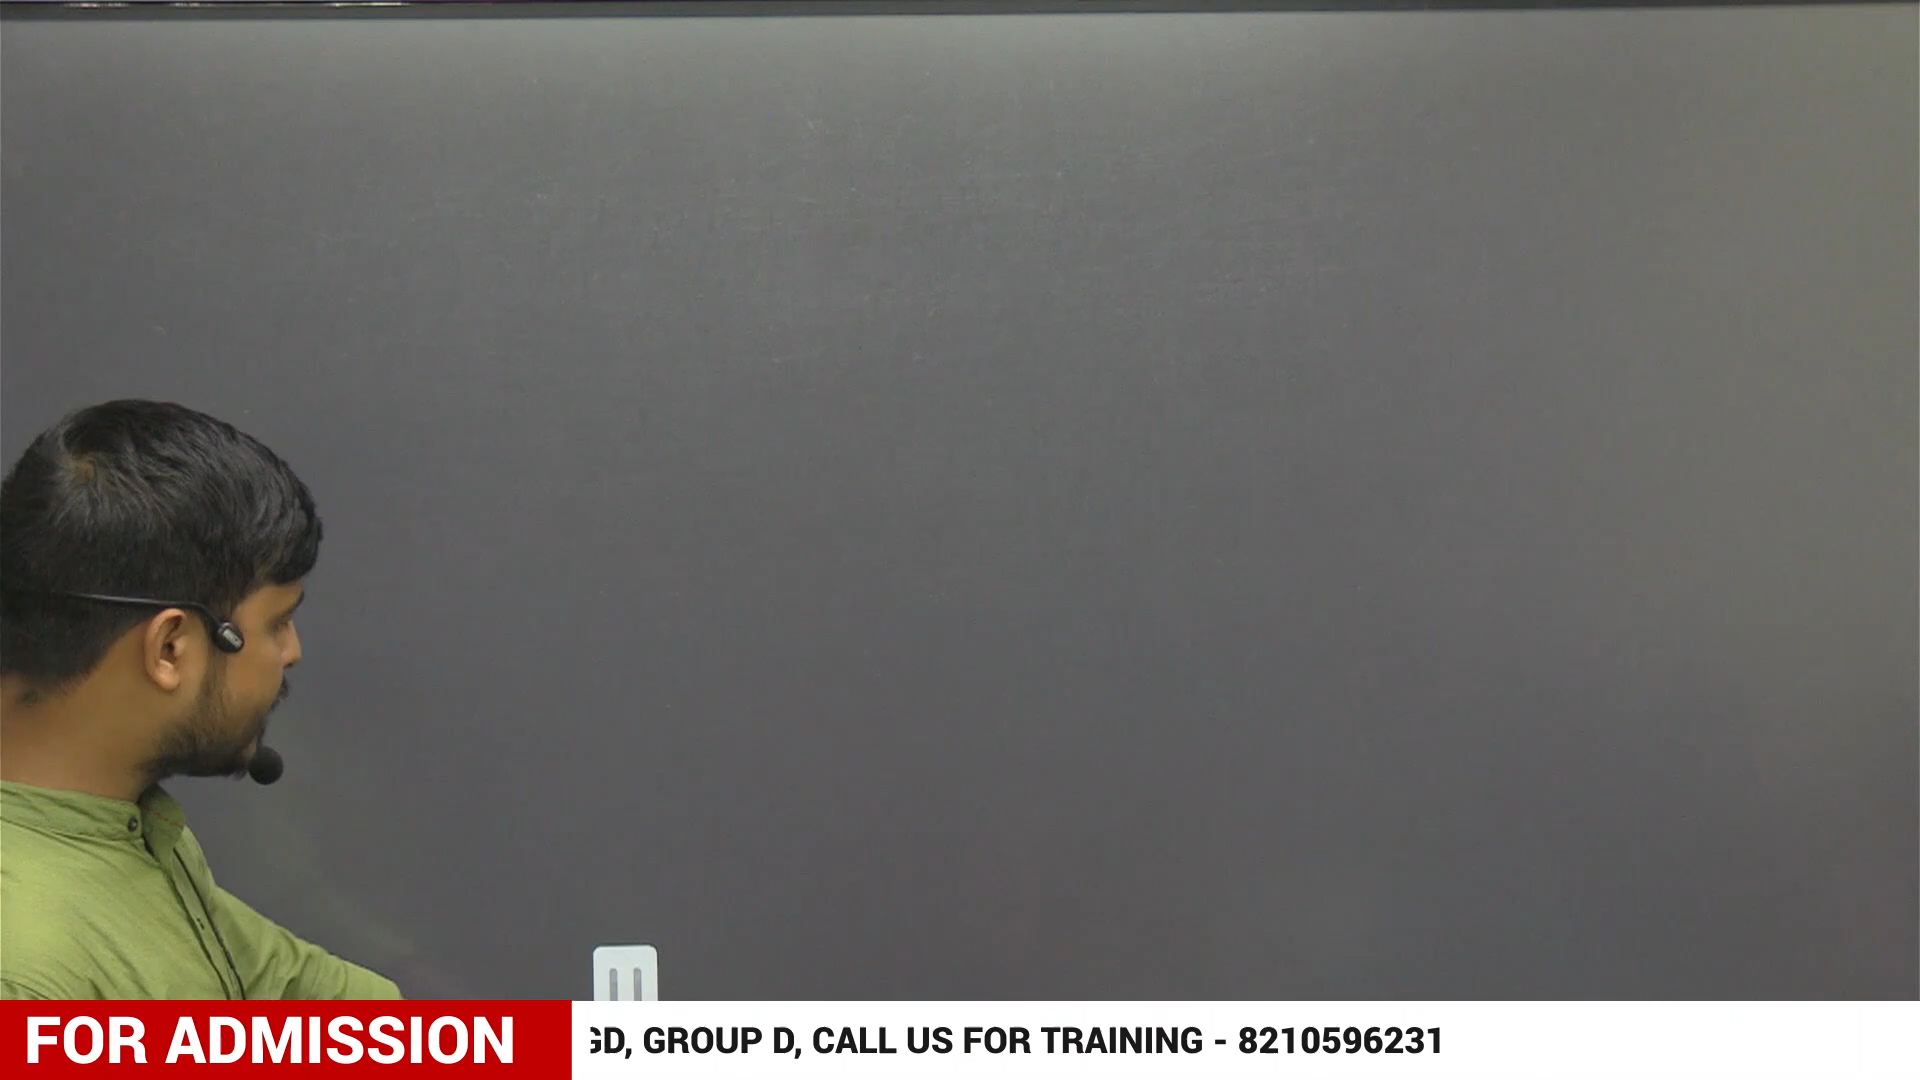 FOR ADMISSION
GD, GROUP D, CALL US FOR TRAINING - 8210596231